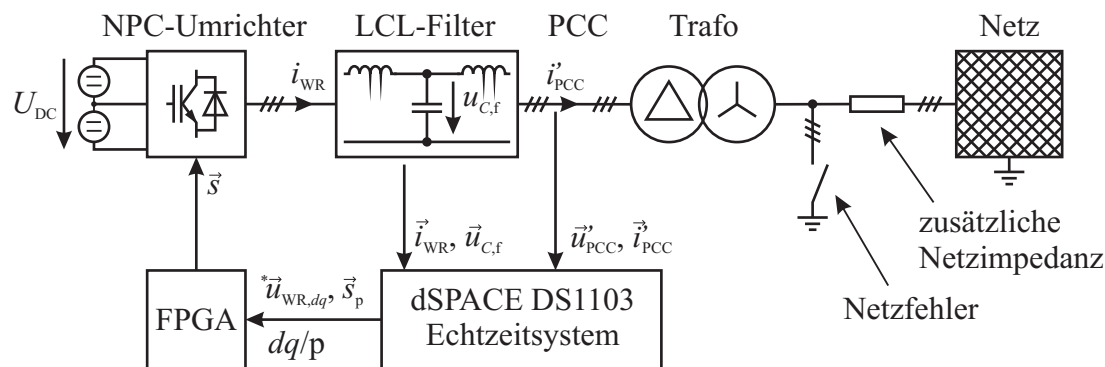 NPC-Umrichter LCL-Filter PCC Trafo Netz
U_DC
i_WR
u_C,f
i'_PCC
s⃗
i⃗_WR, u⃗_C,f
u⃗'_PCC, i⃗'_PCC
zusätzliche
Netzimpedanz
Netzfehler
FPGA
*u⃗_WR,dq, s⃗_p
dq/p
dSPACE DS1103
Echtzeitsystem